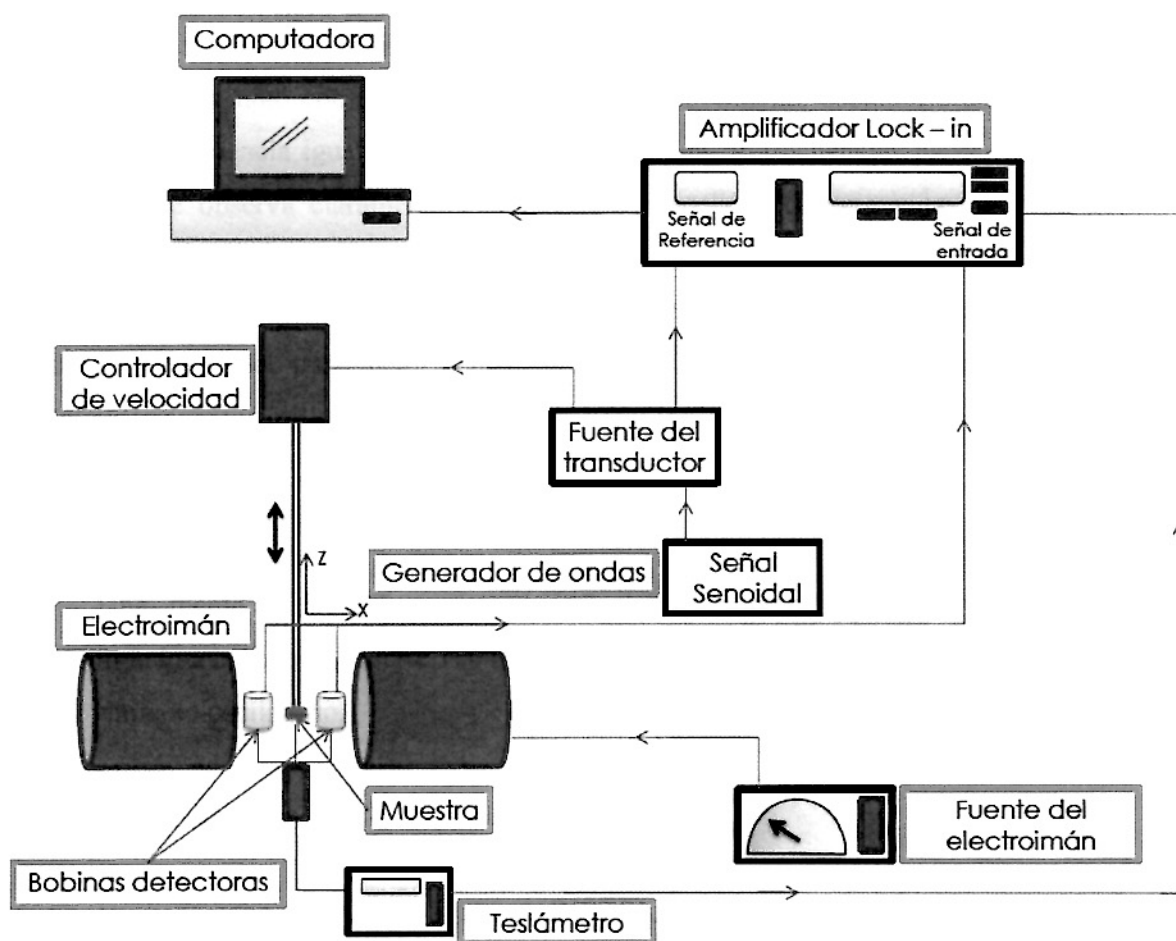 Computadora
Amplificador Lock – in
Señal de
Referencia
Señal de
entrada
Controlador
de velocidad
Fuente del
transductor
Z
X
Generador de ondas
Señal
Senoidal
Electroimán
Muestra
Fuente del
electroimán
Bobinas detectoras
Teslámetro